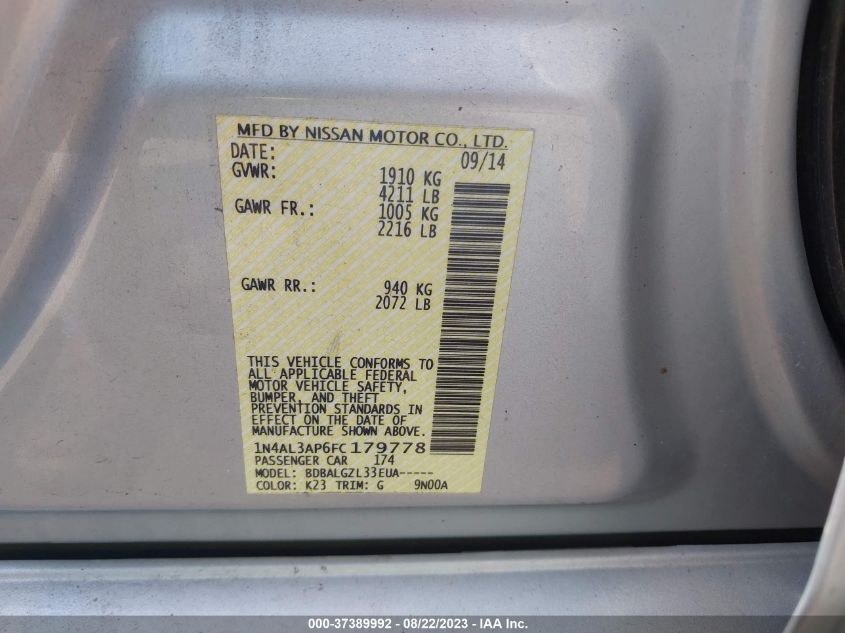 MFD BY NISSAN MOTOR CO., LTD.
DATE: 09/14
GVWR: 1910 KG
4211 LB
GAWR FR.: 1005 KG
2216 LB
GAWR RR.: 940 KG
2072 LB
THIS VEHICLE CONFORMS TO
ALL APPLICABLE FEDERAL
MOTOR VEHICLE SAFETY,
BUMPER, AND THEFT
PREVENTION STANDARDS IN
EFFECT ON THE DATE OF
MANUFACTURE SHOWN ABOVE.
1N4AL3AP6FC179778
PASSENGER CAR 174
MODEL: BDBALGZL33EUA-----
COLOR: K23 TRIM: G 9N00A
000-37389992 - 08/22/2023 - IAA Inc.